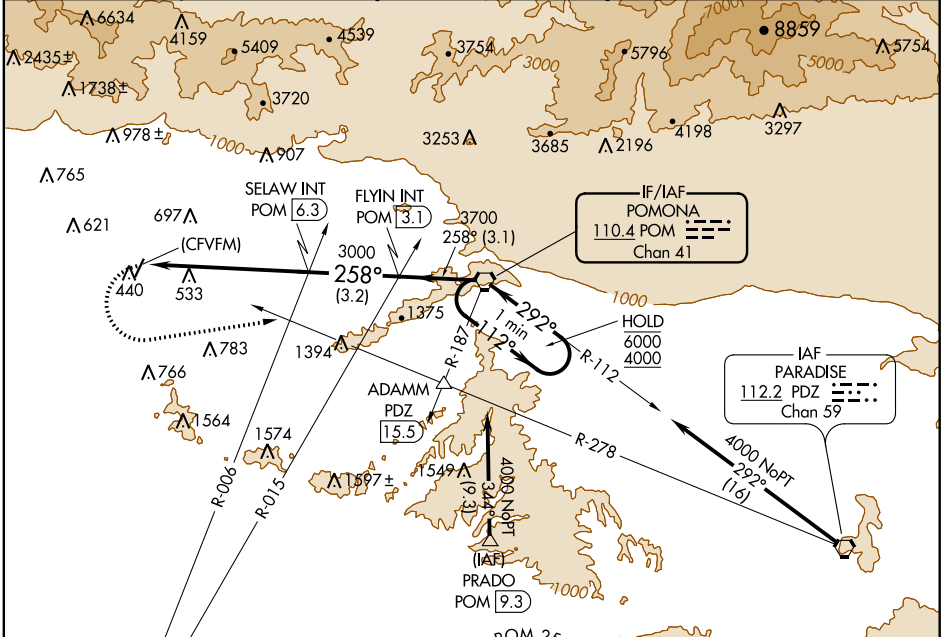 6634
4159
4539
5409
3754
5796
7000
8859
5754
2435±
3000
5000
1738±
3720
3297
978 ±
1000
907
3253
3685
2196
4198
765
SELAW INT
POM 6.3
FLYIN INT
POM 3.1
IF/IAF
POMONA
110.4 POM
Chan 41
621
697
(CFVFM)
3700
258° (3.1)
3000
258°
(3.2)
440
533
1000
1375
292°
1 min
112°
HOLD
6000
4000
783
1394
R-187
R-112
IAF
PARADISE
112.2 PDZ
Chan 59
766
ADAMM
PDZ
15.5
1564
1574
R-278
4000 NoPT
292°
(16)
1549
1597±
4000 NoPT
344°
(9.3)
R-006
R-015
(IAF)
PRADO
POM 9.3
1000